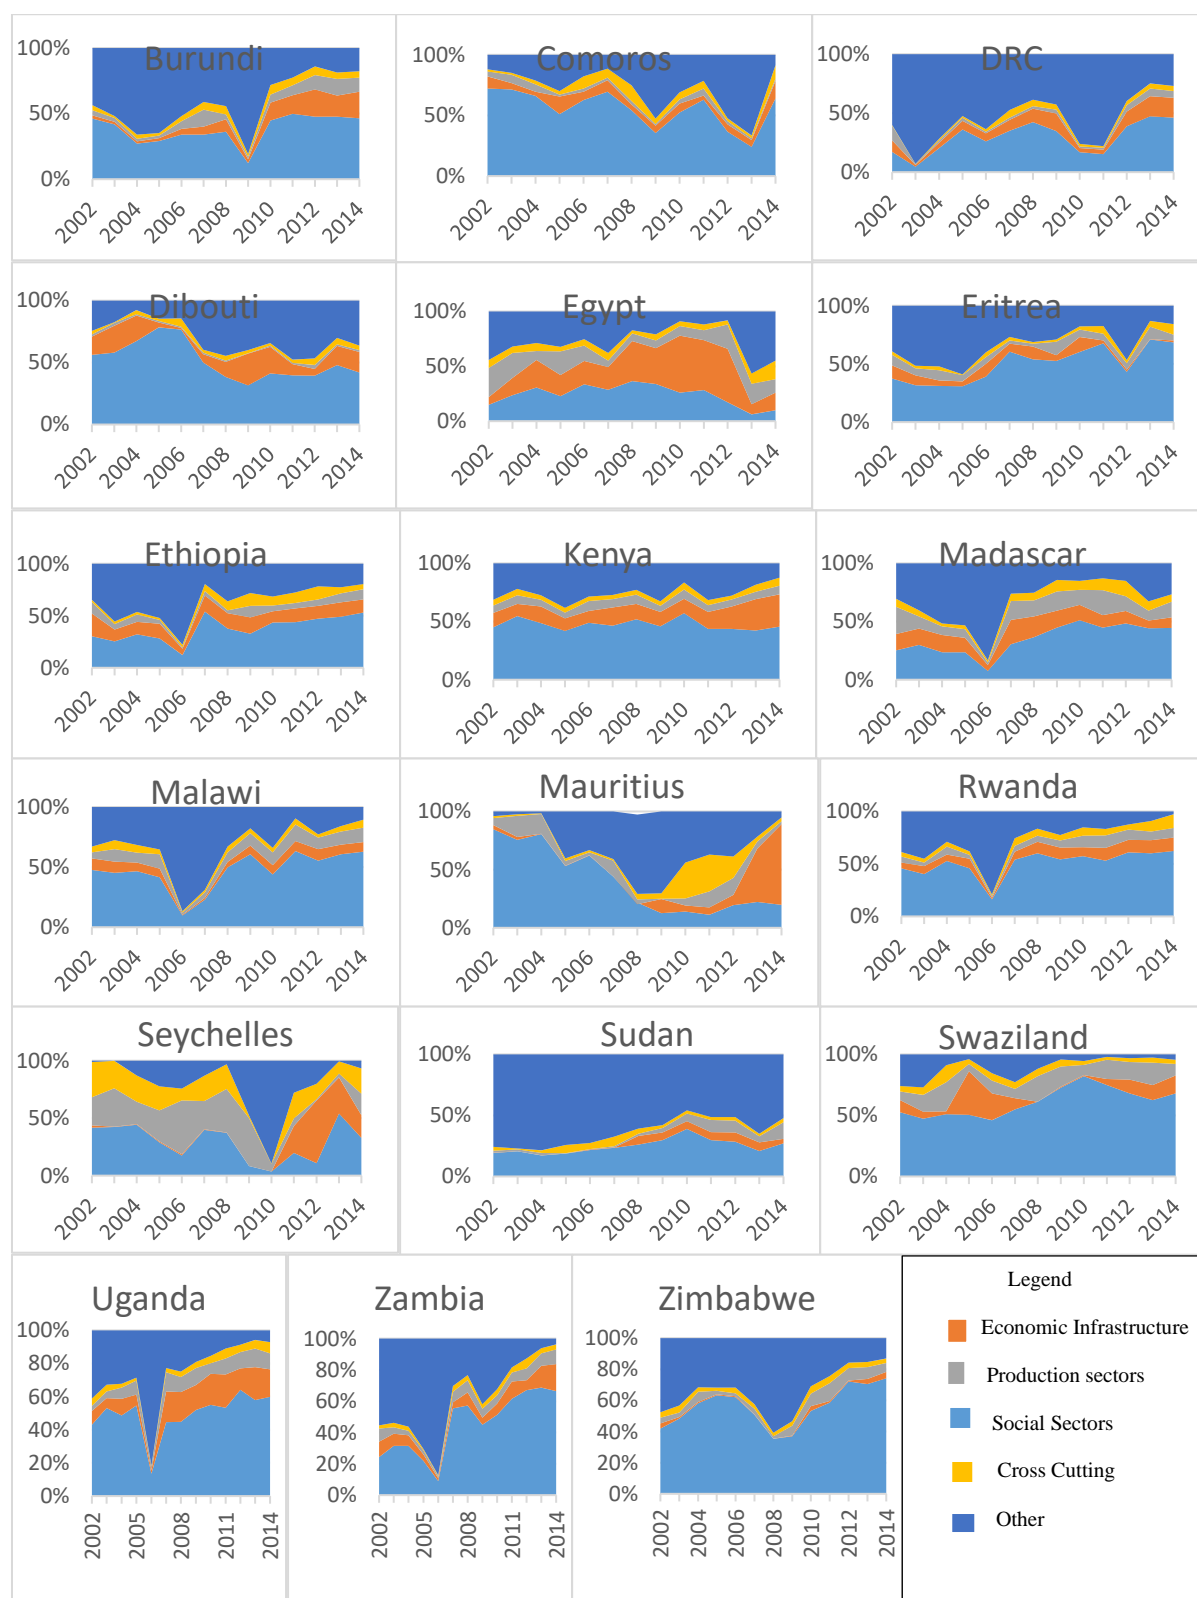 Burundi
100%
50%
0%
2002 2004 2006 2008 2010 2012 2014
Comoros
100%
50%
0%
2002 2004 2006 2008 2010 2012 2014
DRC
100%
50%
0%
2002 2004 2006 2008 2010 2012 2014
Dibouti
100%
50%
0%
2002 2004 2006 2008 2010 2012 2014
Egypt
100%
50%
0%
2002 2004 2006 2008 2010 2012 2014
Eritrea
100%
50%
0%
2002 2004 2006 2008 2010 2012 2014
Ethiopia
100%
50%
0%
2002 2004 2006 2008 2010 2012 2014
Kenya
100%
50%
0%
2002 2004 2006 2008 2010 2012 2014
Madascar
100%
50%
0%
2002 2004 2006 2008 2010 2012 2014
Malawi
100%
50%
0%
2002 2004 2006 2008 2010 2012 2014
Mauritius
100%
50%
0%
2002 2004 2006 2008 2010 2012 2014
Rwanda
100%
50%
0%
2002 2004 2006 2008 2010 2012 2014
Seychelles
100%
50%
0%
2002 2004 2006 2008 2010 2012 2014
Sudan
100%
50%
0%
2002 2004 2006 2008 2010 2012 2014
Swaziland
100%
50%
0%
2002 2004 2006 2008 2010 2012 2014
Uganda
100%
80%
60%
40%
20%
0%
2002 2005 2008 2011 2014
Zambia
100%
80%
60%
40%
20%
0%
2002 2005 2008 2011 2014
Zimbabwe
100%
80%
60%
40%
20%
0%
2002 2004 2006 2008 2010 2012 2014
Legend
Economic Infrastructure
Production sectors
Social Sectors
Cross Cutting
Other